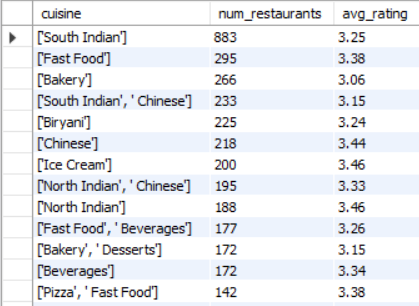 cuisine num_restaurants avg_rating
['South Indian'] 883 3.25
['Fast Food'] 295 3.38
['Bakery'] 266 3.06
['South Indian', ' Chinese'] 233 3.15
['Biryani'] 225 3.24
['Chinese'] 218 3.44
['Ice Cream'] 200 3.46
['North Indian', ' Chinese'] 195 3.33
['North Indian'] 188 3.46
['Fast Food', ' Beverages'] 177 3.26
['Bakery', ' Desserts'] 172 3.15
['Beverages'] 172 3.34
['Pizza', ' Fast Food'] 142 3.38